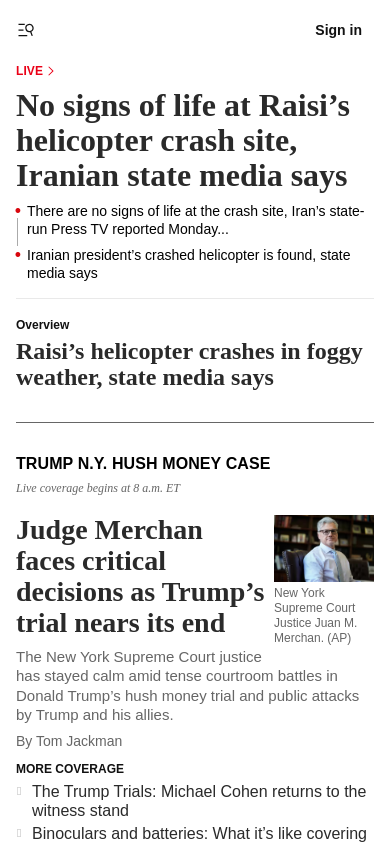 Sign in
LIVE
No signs of life at Raisi’s
helicopter crash site,
Iranian state media says
There are no signs of life at the crash site, Iran’s state-
run Press TV reported Monday...
Iranian president’s crashed helicopter is found, state
media says
Overview
Raisi’s helicopter crashes in foggy
weather, state media says
TRUMP N.Y. HUSH MONEY CASE
Live coverage begins at 8 a.m. ET
Judge Merchan
faces critical
decisions as Trump’s
trial nears its end
New York
Supreme Court
Justice Juan M.
Merchan. (AP)
The New York Supreme Court justice
has stayed calm amid tense courtroom battles in
Donald Trump’s hush money trial and public attacks
by Trump and his allies.
By Tom Jackman
MORE COVERAGE
The Trump Trials: Michael Cohen returns to the
witness stand
Binoculars and batteries: What it’s like covering